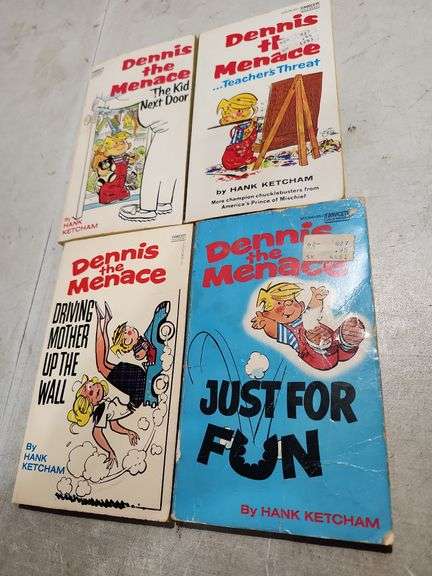 Dennis
the
Menace
The Kid
Next Door
By
HANK
KETCHAM
Dennis
Menace
...Teacher's Threat
by HANK KETCHAM
More champion chucklebusters from
America's Prince of Mischief
Dennis
the
Menace
DRIVING
MOTHER
UP THE
WALL
By
HANK
KETCHAM
Dennis
the
Menace
JUST FOR
FUN
By HANK KETCHAM